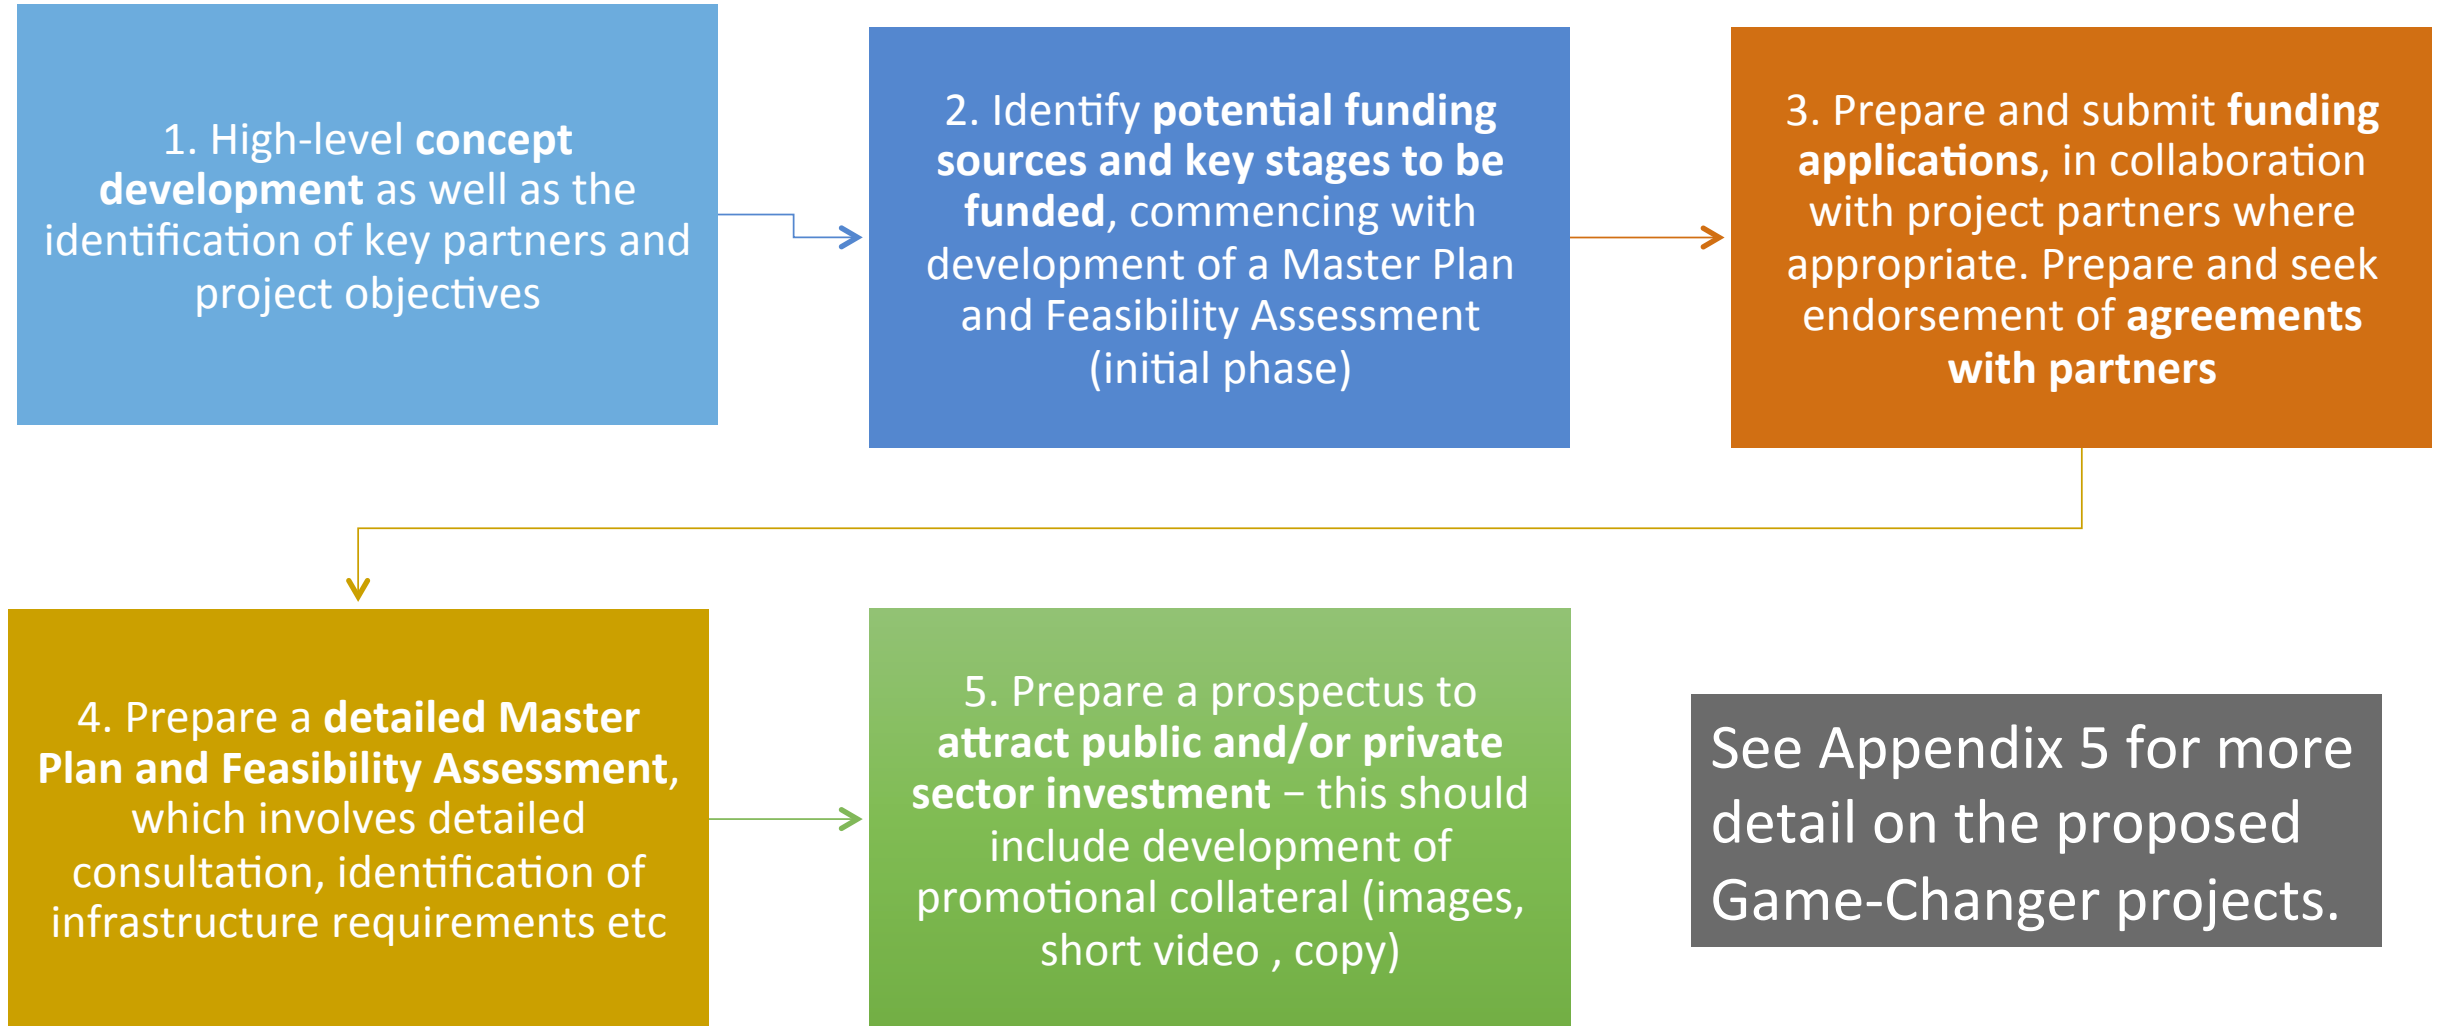 1. High-level concept
development as well as the
identification of key partners and
project objectives
2. Identify potential funding
sources and key stages to be
funded, commencing with
development of a Master Plan
and Feasibility Assessment
(initial phase)
3. Prepare and submit funding
applications, in collaboration
with project partners where
appropriate. Prepare and seek
endorsement of agreements
with partners
4. Prepare a detailed Master
Plan and Feasibility Assessment,
which involves detailed
consultation, identification of
infrastructure requirements etc
5. Prepare a prospectus to
attract public and/or private
sector investment – this should
include development of
promotional collateral (images,
short video , copy)
See Appendix 5 for more
detail on the proposed
Game-Changer projects.